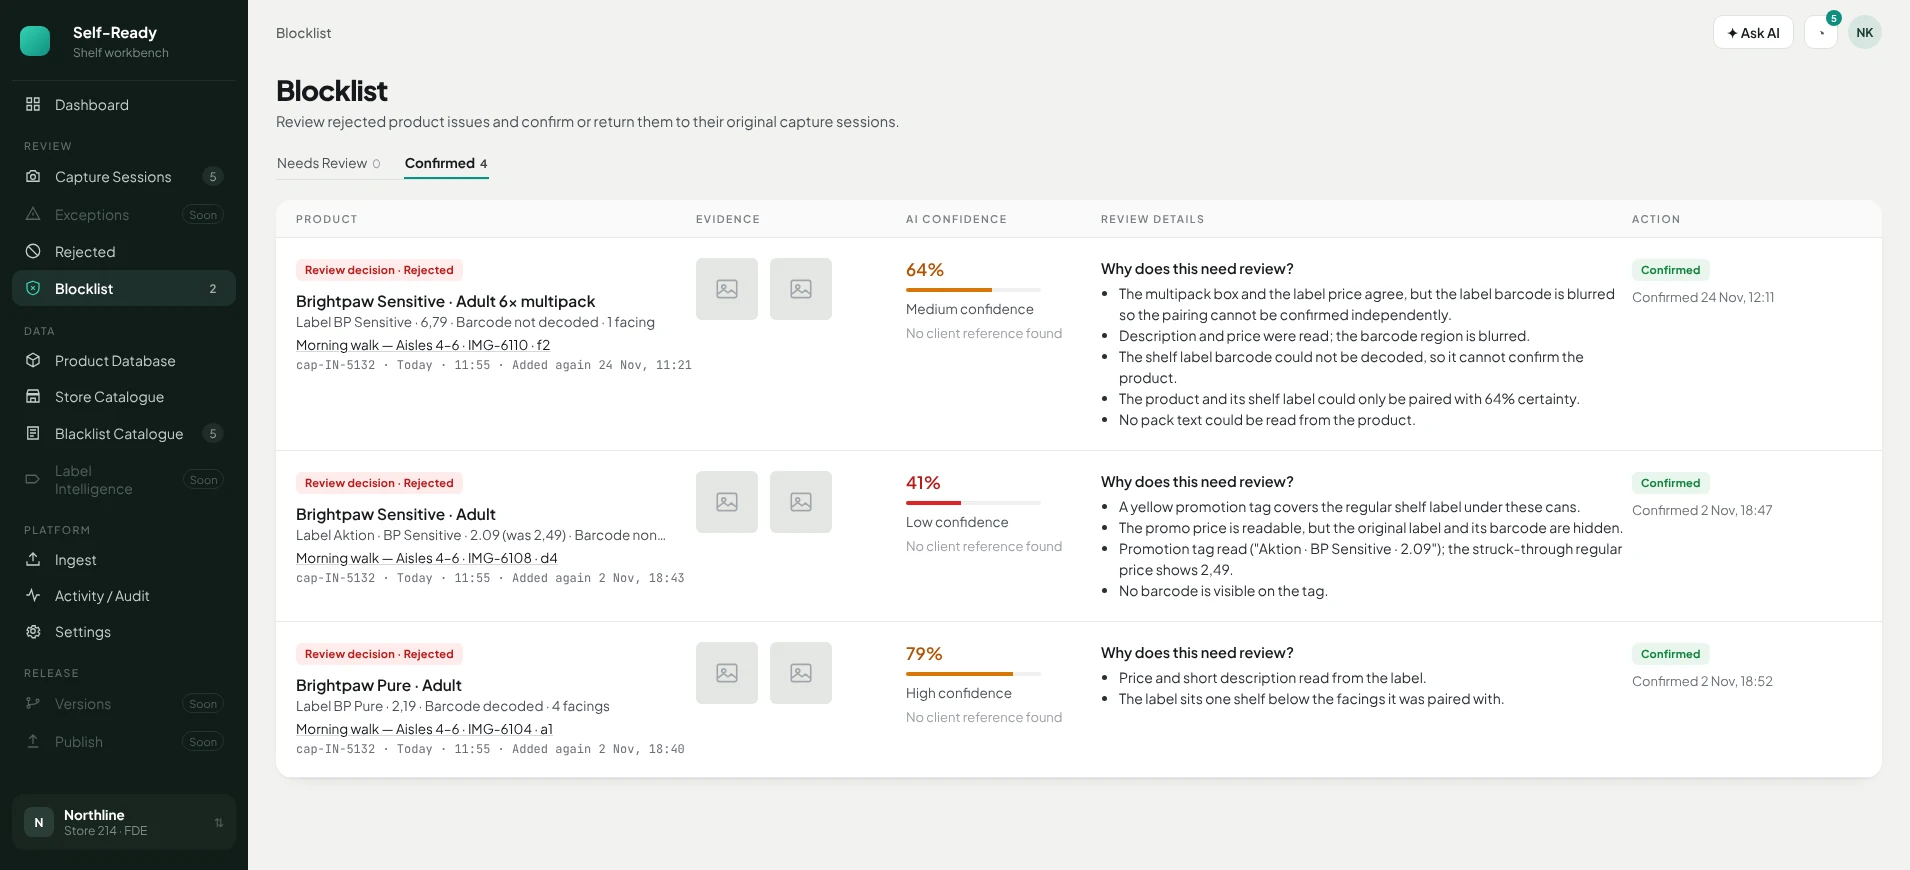 Self-Ready
Shelf workbench
Dashboard
REVIEW
Capture Sessions 5
Exceptions Soon
Rejected
Blocklist 2
DATA
Product Database
Store Catalogue
Blacklist Catalogue 5
Label
Intelligence Soon
PLATFORM
Ingest
Activity / Audit
Settings
RELEASE
Versions Soon
Publish Soon
N
Northline
Store 214 · FDE
Blocklist
✦ Ask AI
5
NK
Blocklist
Review rejected product issues and confirm or return them to their original capture sessions.
Needs Review 0 Confirmed 4
PRODUCT EVIDENCE AI CONFIDENCE REVIEW DETAILS ACTION
Review decision · Rejected
Brightpaw Sensitive · Adult 6× multipack
Label BP Sensitive · 6,79 · Barcode not decoded · 1 facing
Morning walk — Aisles 4–6 · IMG-6110 · f2
cap-IN-5132 · Today · 11:55 · Added again 24 Nov, 11:21
64%
Medium confidence
No client reference found
Why does this need review?
• The multipack box and the label price agree, but the label barcode is blurred
so the pairing cannot be confirmed independently.
• Description and price were read; the barcode region is blurred.
• The shelf label barcode could not be decoded, so it cannot confirm the
product.
• The product and its shelf label could only be paired with 64% certainty.
• No pack text could be read from the product.
Confirmed
Confirmed 24 Nov, 12:11
Review decision · Rejected
Brightpaw Sensitive · Adult
Label Aktion · BP Sensitive · 2.09 (was 2,49) · Barcode non...
Morning walk — Aisles 4–6 · IMG-6108 · d4
cap-IN-5132 · Today · 11:55 · Added again 2 Nov, 18:43
41%
Low confidence
No client reference found
Why does this need review?
• A yellow promotion tag covers the regular shelf label under these cans.
• The promo price is readable, but the original label and its barcode are hidden.
• Promotion tag read ("Aktion · BP Sensitive · 2.09"); the struck-through regular
price shows 2,49.
• No barcode is visible on the tag.
Confirmed
Confirmed 2 Nov, 18:47
Review decision · Rejected
Brightpaw Pure · Adult
Label BP Pure · 2,19 · Barcode decoded · 4 facings
Morning walk — Aisles 4–6 · IMG-6104 · a1
cap-IN-5132 · Today · 11:55 · Added again 2 Nov, 18:40
79%
High confidence
No client reference found
Why does this need review?
• Price and short description read from the label.
• The label sits one shelf below the facings it was paired with.
Confirmed
Confirmed 2 Nov, 18:52